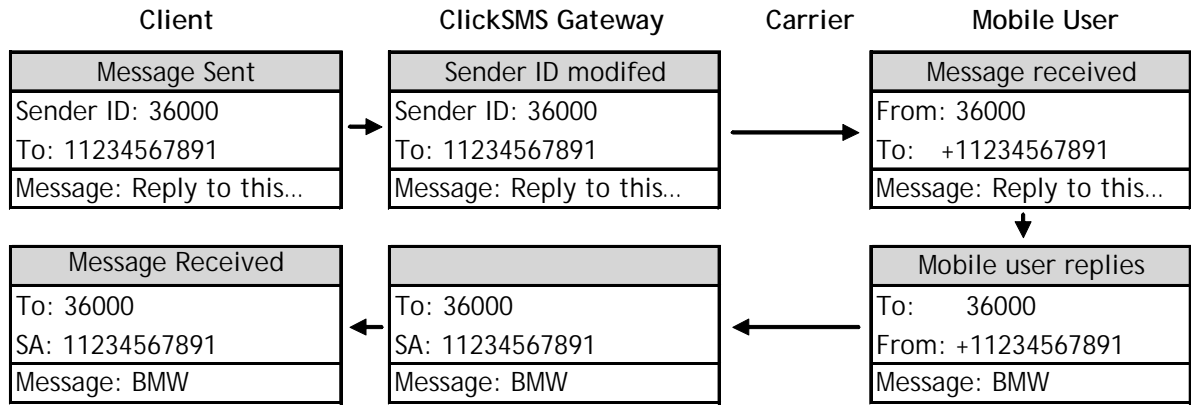 Client ClickSMS Gateway Carrier Mobile User
Message Sent
Sender ID: 36000
To: 11234567891
Message: Reply to this...
Sender ID modifed
Sender ID: 36000
To: 11234567891
Message: Reply to this...
Message received
From: 36000
To: +11234567891
Message: Reply to this...
Message Received
To: 36000
SA: 11234567891
Message: BMW
To: 36000
SA: 11234567891
Message: BMW
Mobile user replies
To: 36000
From: +11234567891
Message: BMW